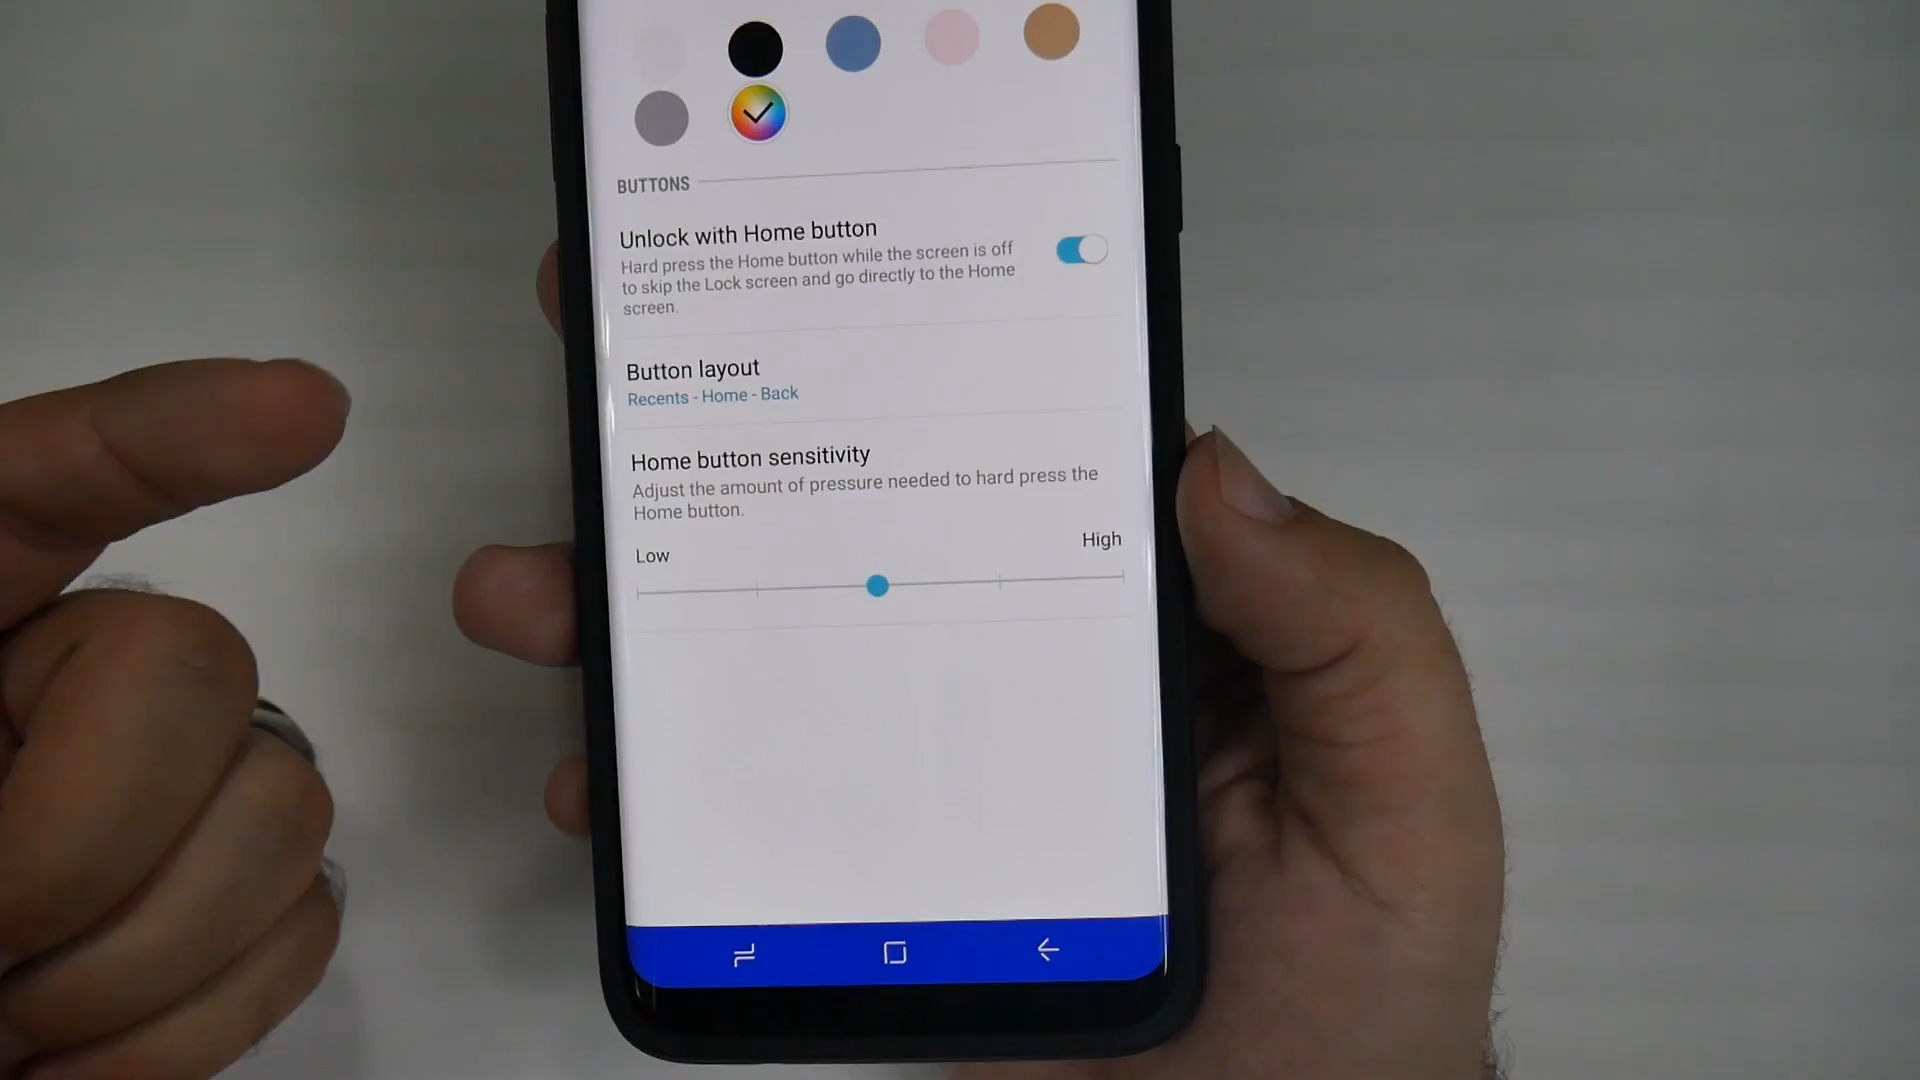 BUTTONS
Unlock with Home button
Hard press the Home button while the screen is off
to skip the Lock screen and go directly to the Home
screen.
Button layout
Recents - Home - Back
Home button sensitivity
Adjust the amount of pressure needed to hard press the
Home button.
Low
High